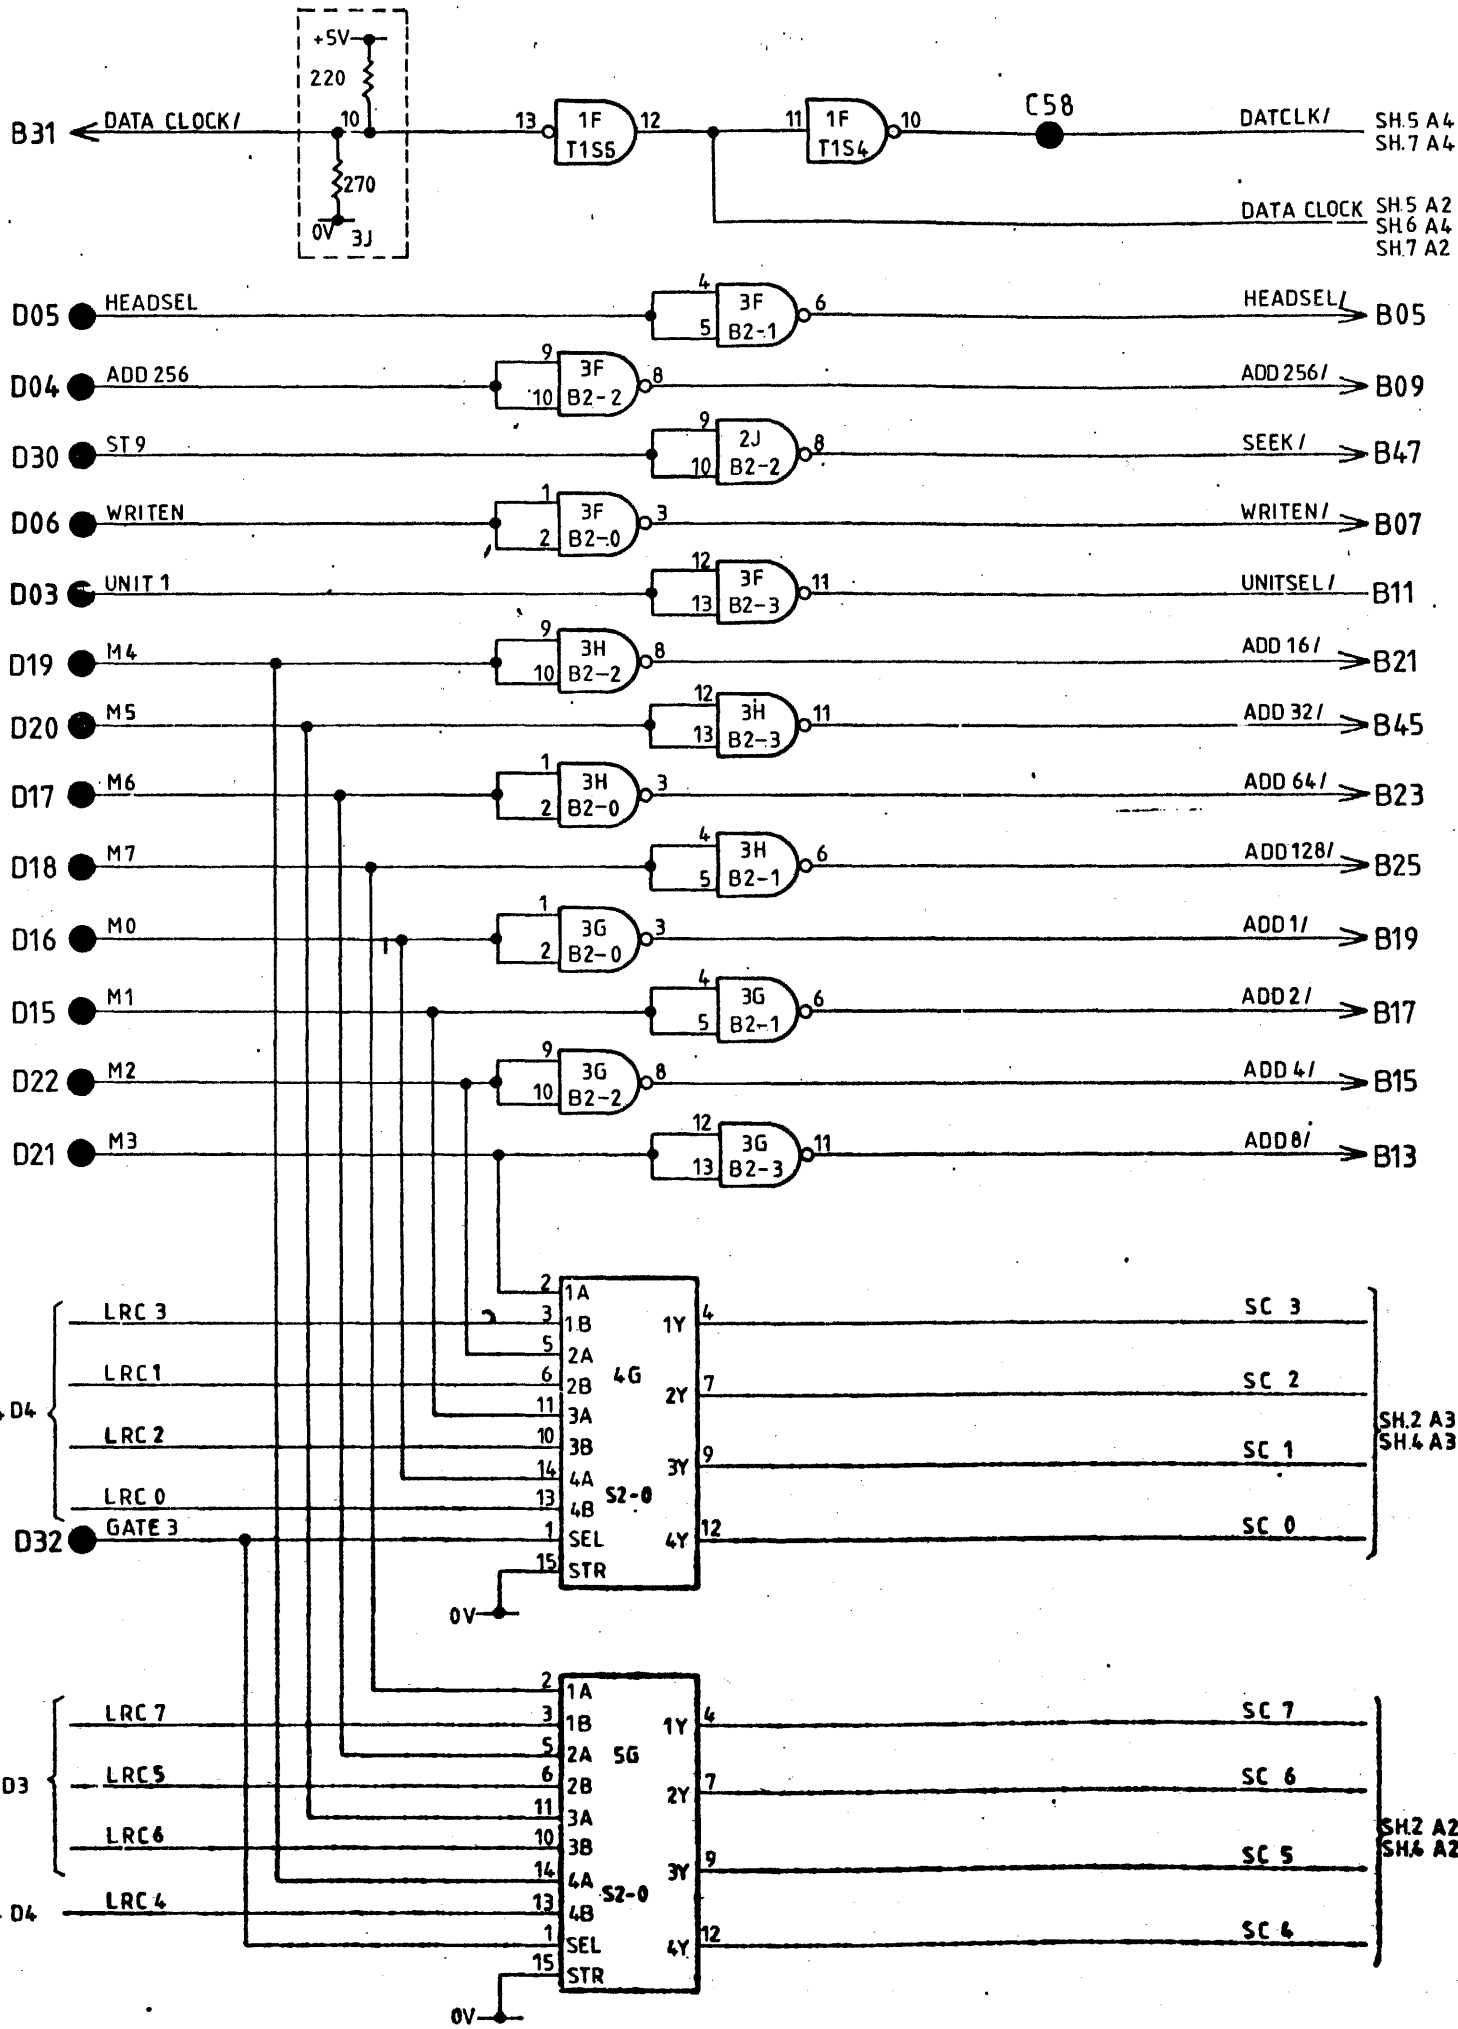 +5V
220
B31 DATA CLOCK/ 10 13 1F T1S5 12 11 1F T1S4 10 C58 DATCLK/ SH.5 A4
SH.7 A4
270
0V 3J
DATA CLOCK SH.5 A2
SH.6 A4
SH.7 A2
D05 HEADSEL 4 5 3F B2-1 6 HEADSEL/ B05
D04 ADD 256 9 10 3F B2-2 8 ADD 256/ B09
D30 ST9 9 10 2J B2-2 8 SEEK/ B47
D06 WRITEN 1 2 3F B2-0 3 WRITEN/ B07
D03 UNIT 1 12 13 3F B2-3 11 UNITSEL/ B11
D19 M4 9 10 3H B2-2 8 ADD 16/ B21
D20 M5 12 13 3H B2-3 11 ADD 32/ B45
D17 M6 1 2 3H B2-0 3 ADD 64/ B23
D18 M7 4 5 3H B2-1 6 ADD 128/ B25
D16 M0 1 2 3G B2-0 3 ADD 1/ B19
D15 M1 4 5 3G B2-1 6 ADD 2/ B17
D22 M2 9 10 3G B2-2 8 ADD 4/ B15
D21 M3 12 13 3G B2-3 11 ADD 8/ B13
2 1A
LRC 3 3 1B 1Y 4 SC 3
5 2A
4G
LRC 1 6 2B 2Y 7 SC 2
D4 11 3A SH.2 A3
SH.4 A3
LRC 2 10 3B
14 4A 3Y 9 SC 1
S2-0
LRC 0 13 4B
D32 GATE 3 1 SEL 4Y 12 SC 0
15 STR
0V
2 1A
LRC 7 3 1B 1Y 4 SC 7
5 2A 5G
D3 LRC 5 6 2B 2Y 7 SC 6
11 3A SH.2 A2
SH.6 A2
LRC 6 10 3B
14 4A 3Y 9 SC 5
S2-0
D4 LRC 4 13 4B
1 SEL 4Y 12 SC 4
15 STR
0V